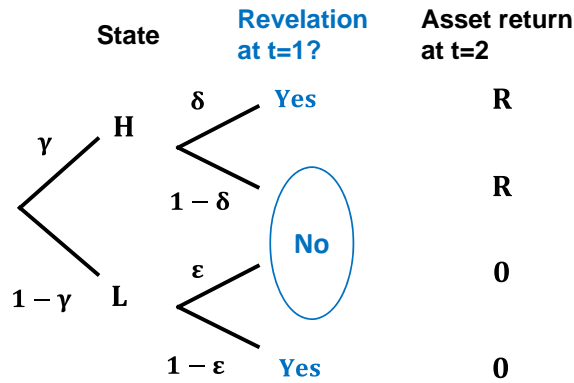 State
Revelation
at t=1?
Asset return
at t=2
δ
Yes
R
H
γ
R
1 − δ
No
ε
0
1 − γ
L
1 − ε
Yes
0